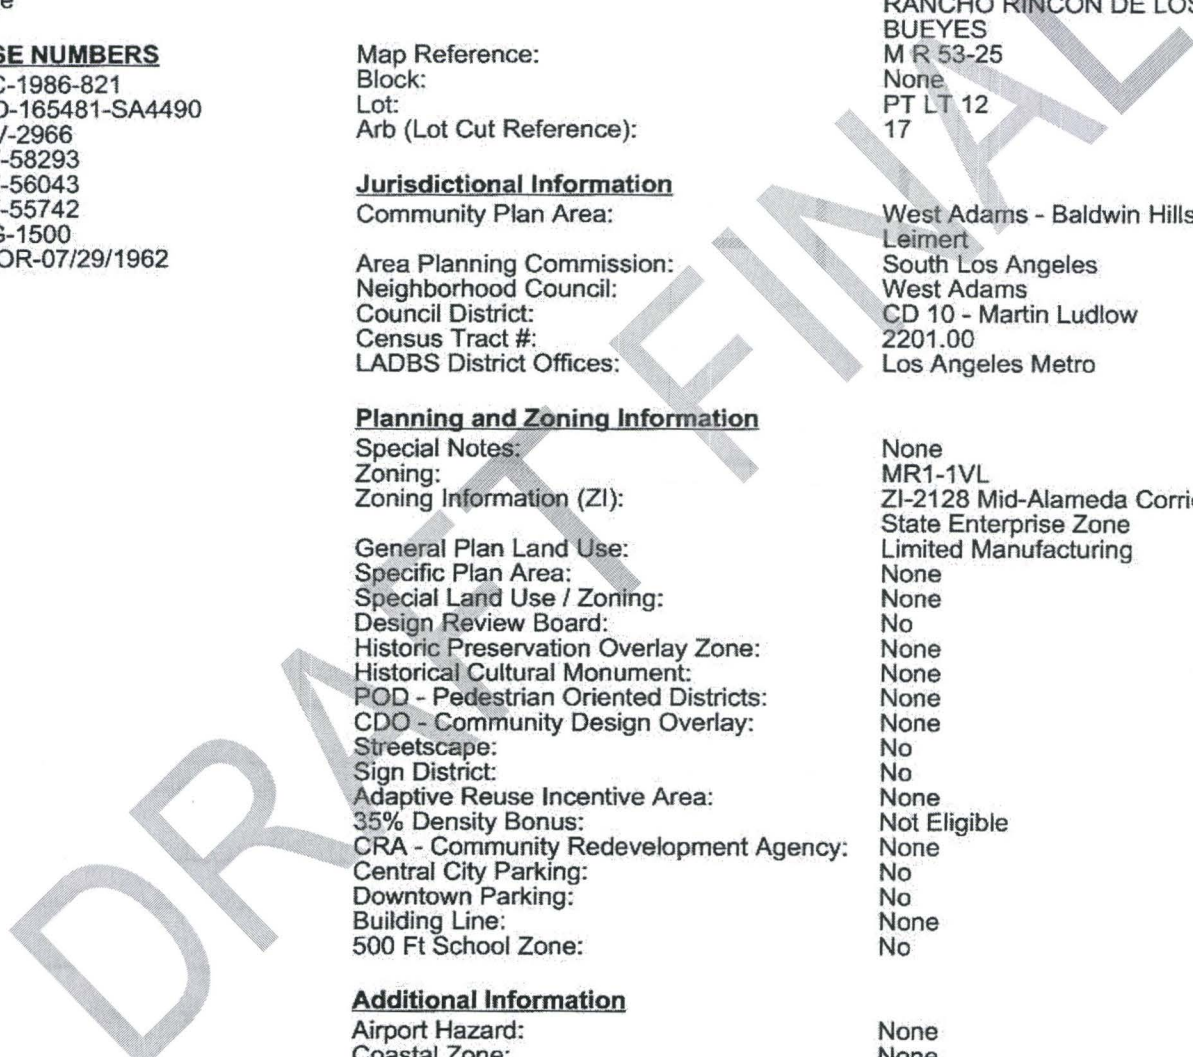 RANCHO RINCON DE LOS
BUEYES
SE NUMBERS
C-1986-821
O-165481-SA4490
V-2966
-58293
-56043
-55742
G-1500
OR-07/29/1962
Map Reference: M R 53-25
Block: None
Lot: PT LT 12
Arb (Lot Cut Reference): 17
Jurisdictional Information
Community Plan Area: West Adams - Baldwin Hills
Leimert
Area Planning Commission: South Los Angeles
Neighborhood Council: West Adams
Council District: CD 10 - Martin Ludlow
Census Tract #: 2201.00
LADBS District Offices: Los Angeles Metro
Planning and Zoning Information
Special Notes: None
Zoning: MR1-1VL
Zoning Information (ZI): ZI-2128 Mid-Alameda Corri
State Enterprise Zone
General Plan Land Use: Limited Manufacturing
Specific Plan Area: None
Special Land Use / Zoning: None
Design Review Board: No
Historic Preservation Overlay Zone: None
Historical Cultural Monument: None
POD - Pedestrian Oriented Districts: None
CDO - Community Design Overlay: None
Streetscape: No
Sign District: No
Adaptive Reuse Incentive Area: None
35% Density Bonus: Not Eligible
CRA - Community Redevelopment Agency: None
Central City Parking: No
Downtown Parking: No
Building Line: None
500 Ft School Zone: No
Additional Information
Airport Hazard: None
Coastal Zone: None
DRAFT FINAL